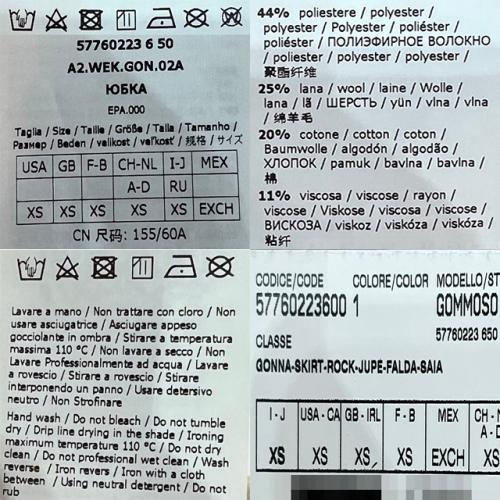 57760223 6 50
A2.WEK.GON.02A
ЮБКА
EPA.000
Taglia / Size / Taille / Größe / Talla / Tamanho /
Размер / Beden / velikost / veľkosť / 规格 / サイズ
USA GB F-B CH-NL I-J MEX
A-D RU
XS XS XS XS XS EXCH
CN 尺码: 155/60A
44% poliestere / polyester /
polyester / Polyester / poliéster /
poliéster / ПОЛИЭФИРНОЕ ВОЛОКНО
/ poliester / polyester / polyester /
聚酯纤维
25% lana / wool / laine / Wolle /
lana / lã / ШЕРСТЬ / yün / vlna / vlna
/ 绵羊毛
20% cotone / cotton / coton /
Baumwolle / algodón / algodão /
ХЛОПОК / pamuk / bavlna / bavlna /
棉
11% viscosa / viscose / rayon /
viscose / Viskose / viscosa / viscose /
ВИСКОЗА / viskoz / viskóza / viskóza /
粘纤
Lavare a mano / Non trattare con cloro / Non
usare asciugatrice / Asciugare appeso
gocciolante in ombra / Stirare a temperatura
massima 110 °C / Non lavare a secco / Non
Lavare Professionalmente ad acqua / Lavare
a rovescio / Stirare a rovescio / Stirare
interponendo un panno / Usare detersivo
neutro / Non Strofinare
Hand wash / Do not bleach / Do not tumble
dry / Drip line drying in the shade / Ironing
maximum temperature 110 °C / Do not dry
clean / Do not professional wet clean / Wash
reverse / Iron revers / Iron with a cloth
between / Using neutral detergent / Do not
rub
CODICE/CODE COLORE/COLOR MODELLO/ST
57760223600 1 GOMMOSO
57760223 650
CLASSE
GONNA-SKIRT-ROCK-JUPE-FALDA-SAIA
I - J USA - CA GB - IRL F - B MEX CH - N
A - D
XS XS XS XS EXCH XS